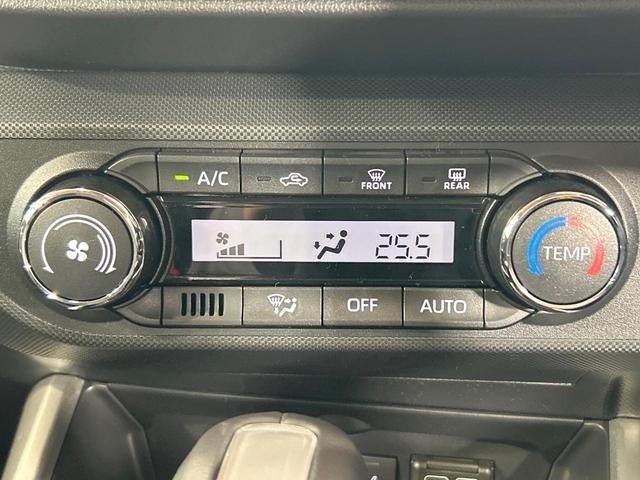 A/C
FRONT
REAR
25.5
TEMP
OFF
AUTO